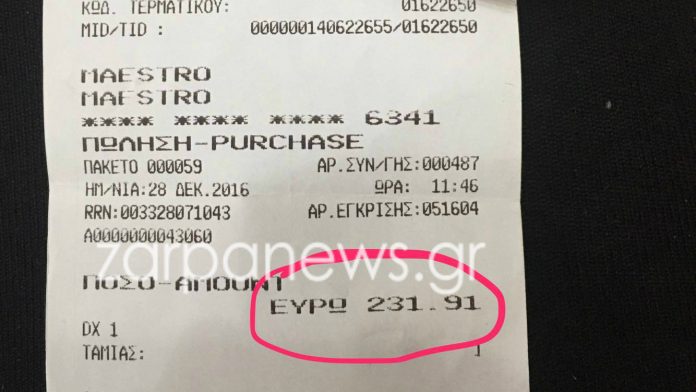 ΚΩΔ. ΤΕΡΜΑΤΙΚΟΥ: 01622650
MID/TID : 000000140622655/01622650
MAESTRO
MAESTRO
**** **** **** 6341
ΠΩΛΗΣΗ-PURCHASE
ΠΑΚΕΤΟ 000059 ΑΡ.ΣΥΝ/ΓΗΣ:000487
ΗΜ/ΝΙΑ:28 ΔΕΚ.2016 ΩΡΑ: 11:46
RRN:003328071043 ΑΡ.ΕΓΚΡΙΣΗΣ:051604
A0000000043060
zarpanews.gr
ΠΟΣΟ-AMOUNT
ΕΥΡΩ 231.91
DX 1
ΤΑΜΙΑΣ: